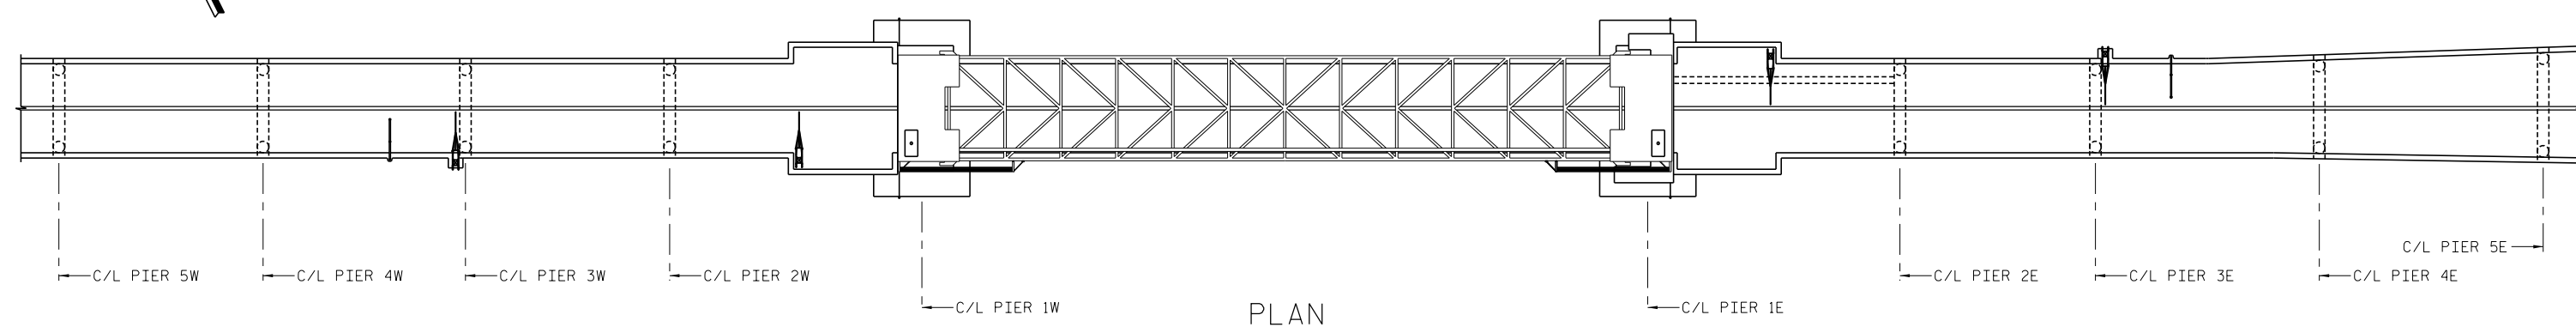 C/L PIER 5E
C/L PIER 5W
C/L PIER 4W
C/L PIER 3W
C/L PIER 2W
C/L PIER 2E
C/L PIER 3E
C/L PIER 4E
C/L PIER 1W
C/L PIER 1E
PLAN